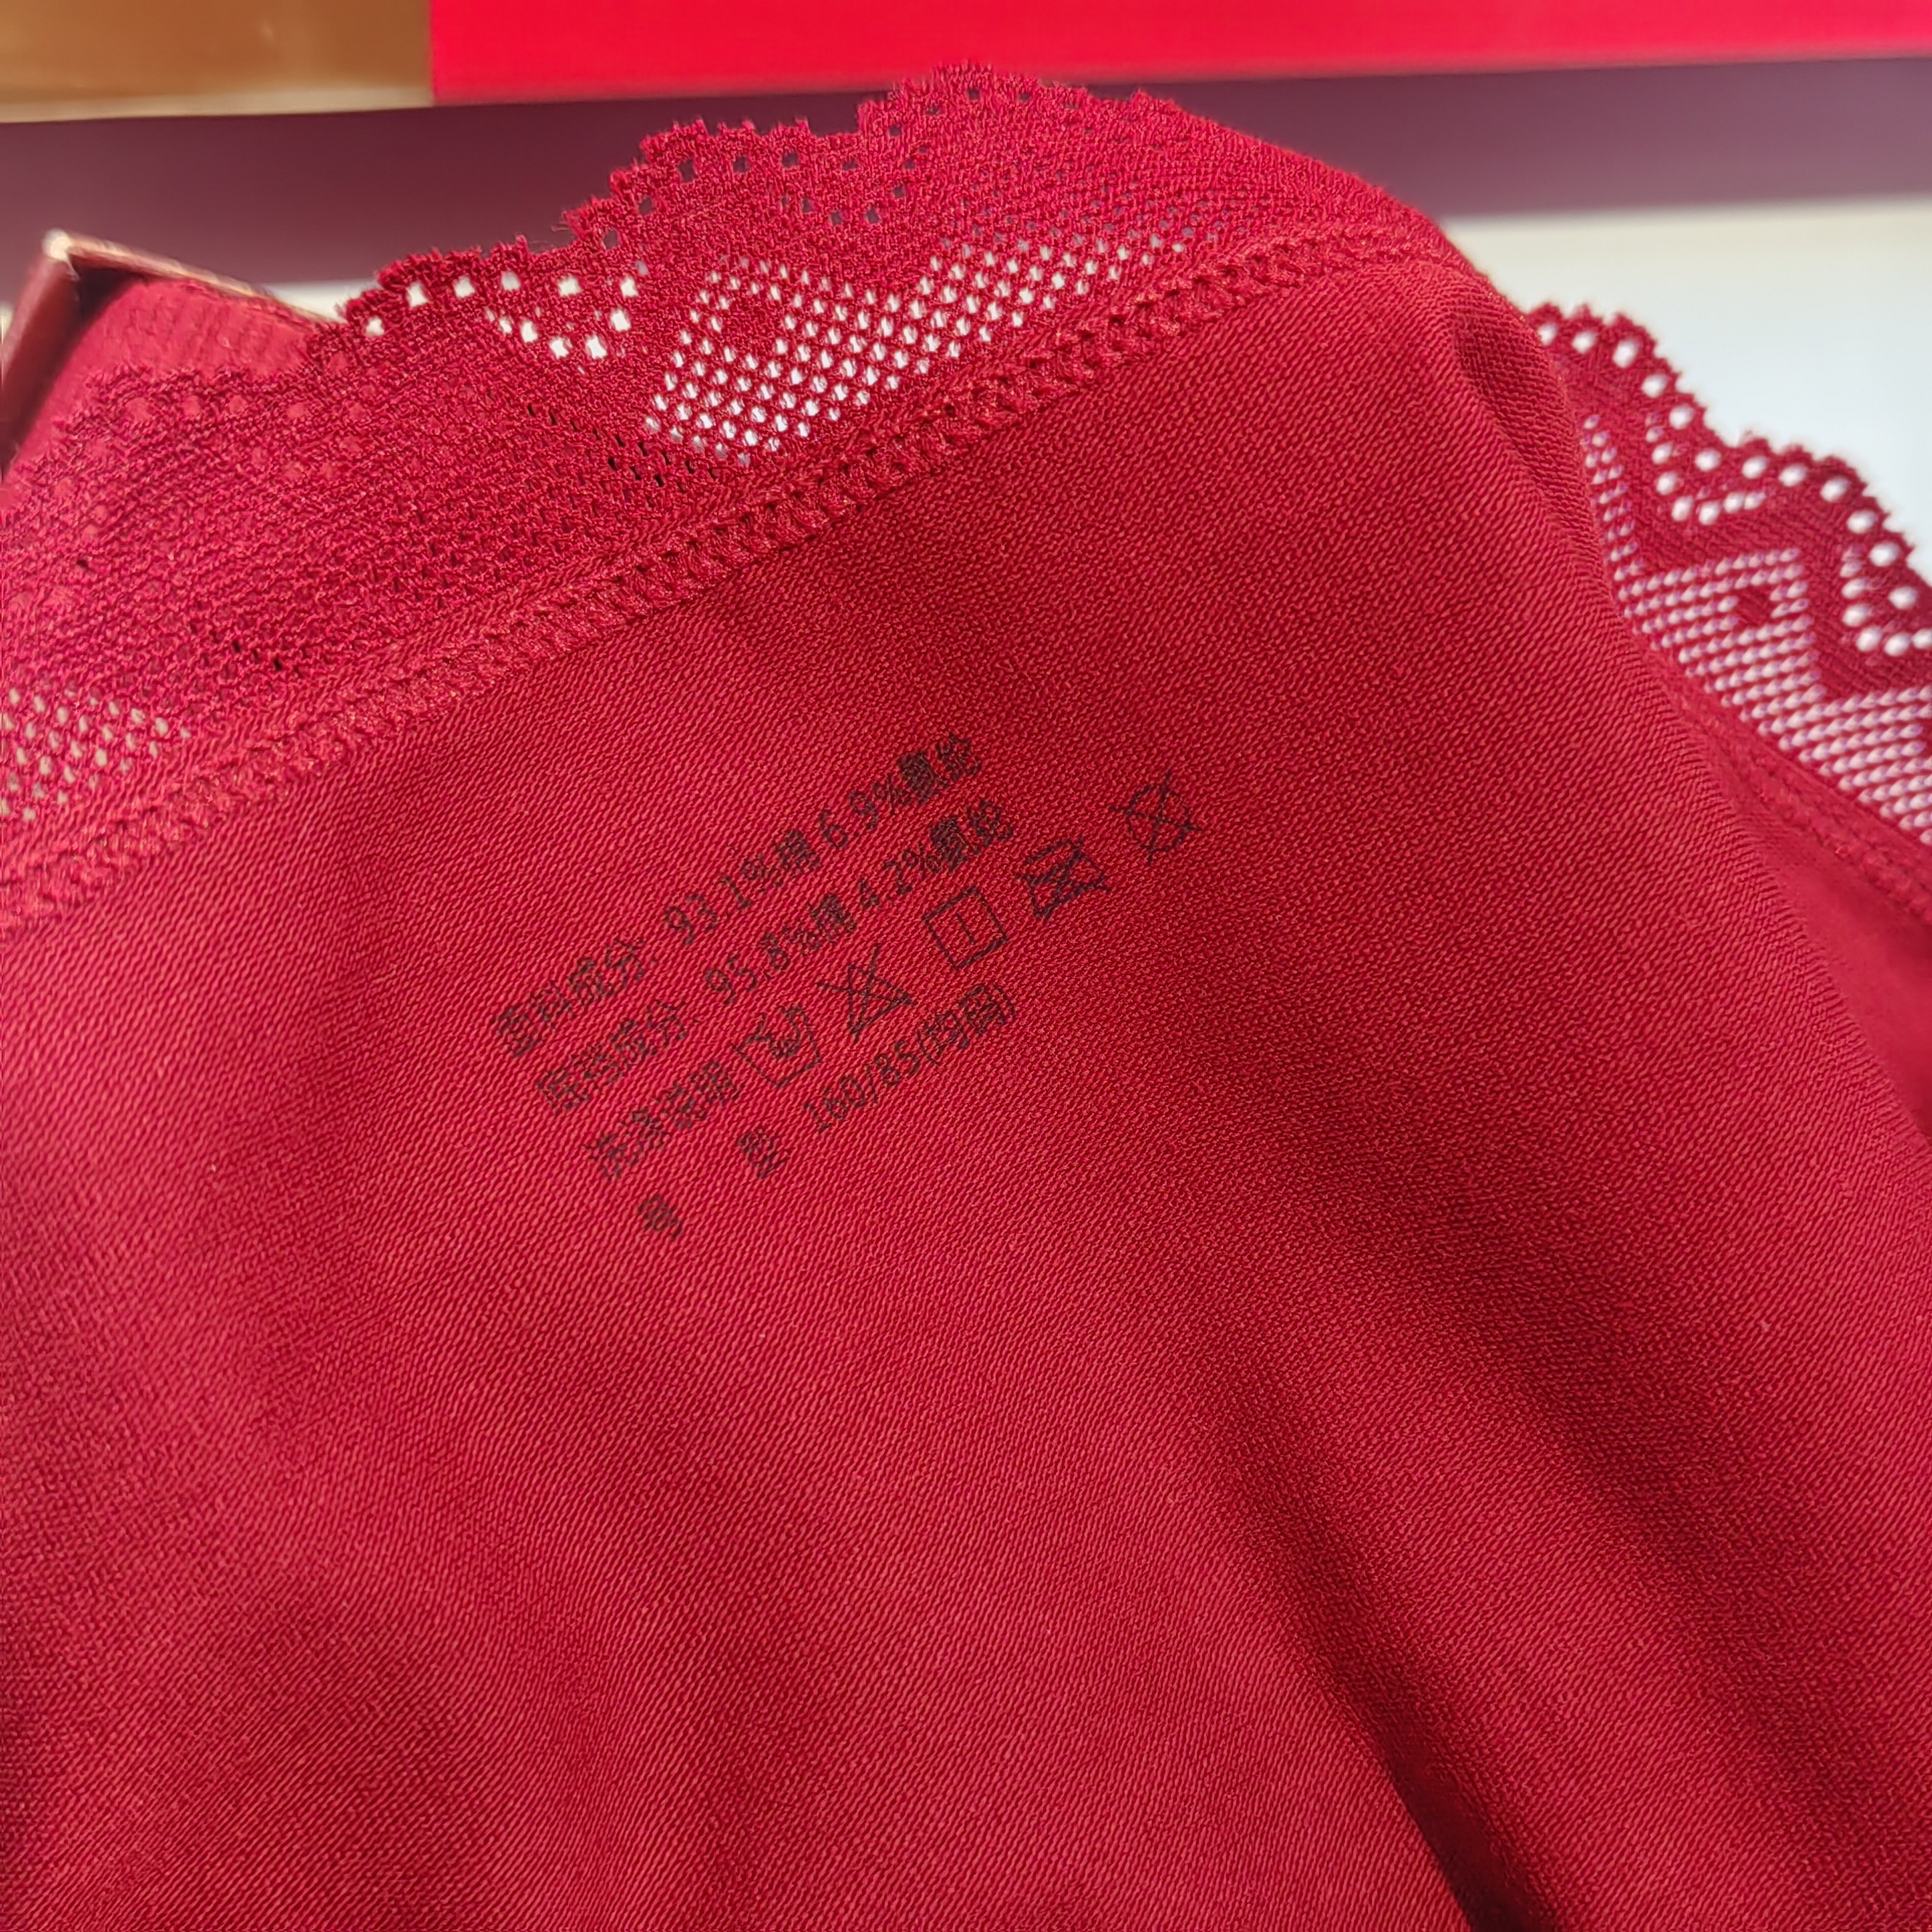 面料成分: 93.1%棉6.9%氨纶
底裆成分: 95.8%棉4.2%氨纶
洗涤说明
号 型 160/85(均码)